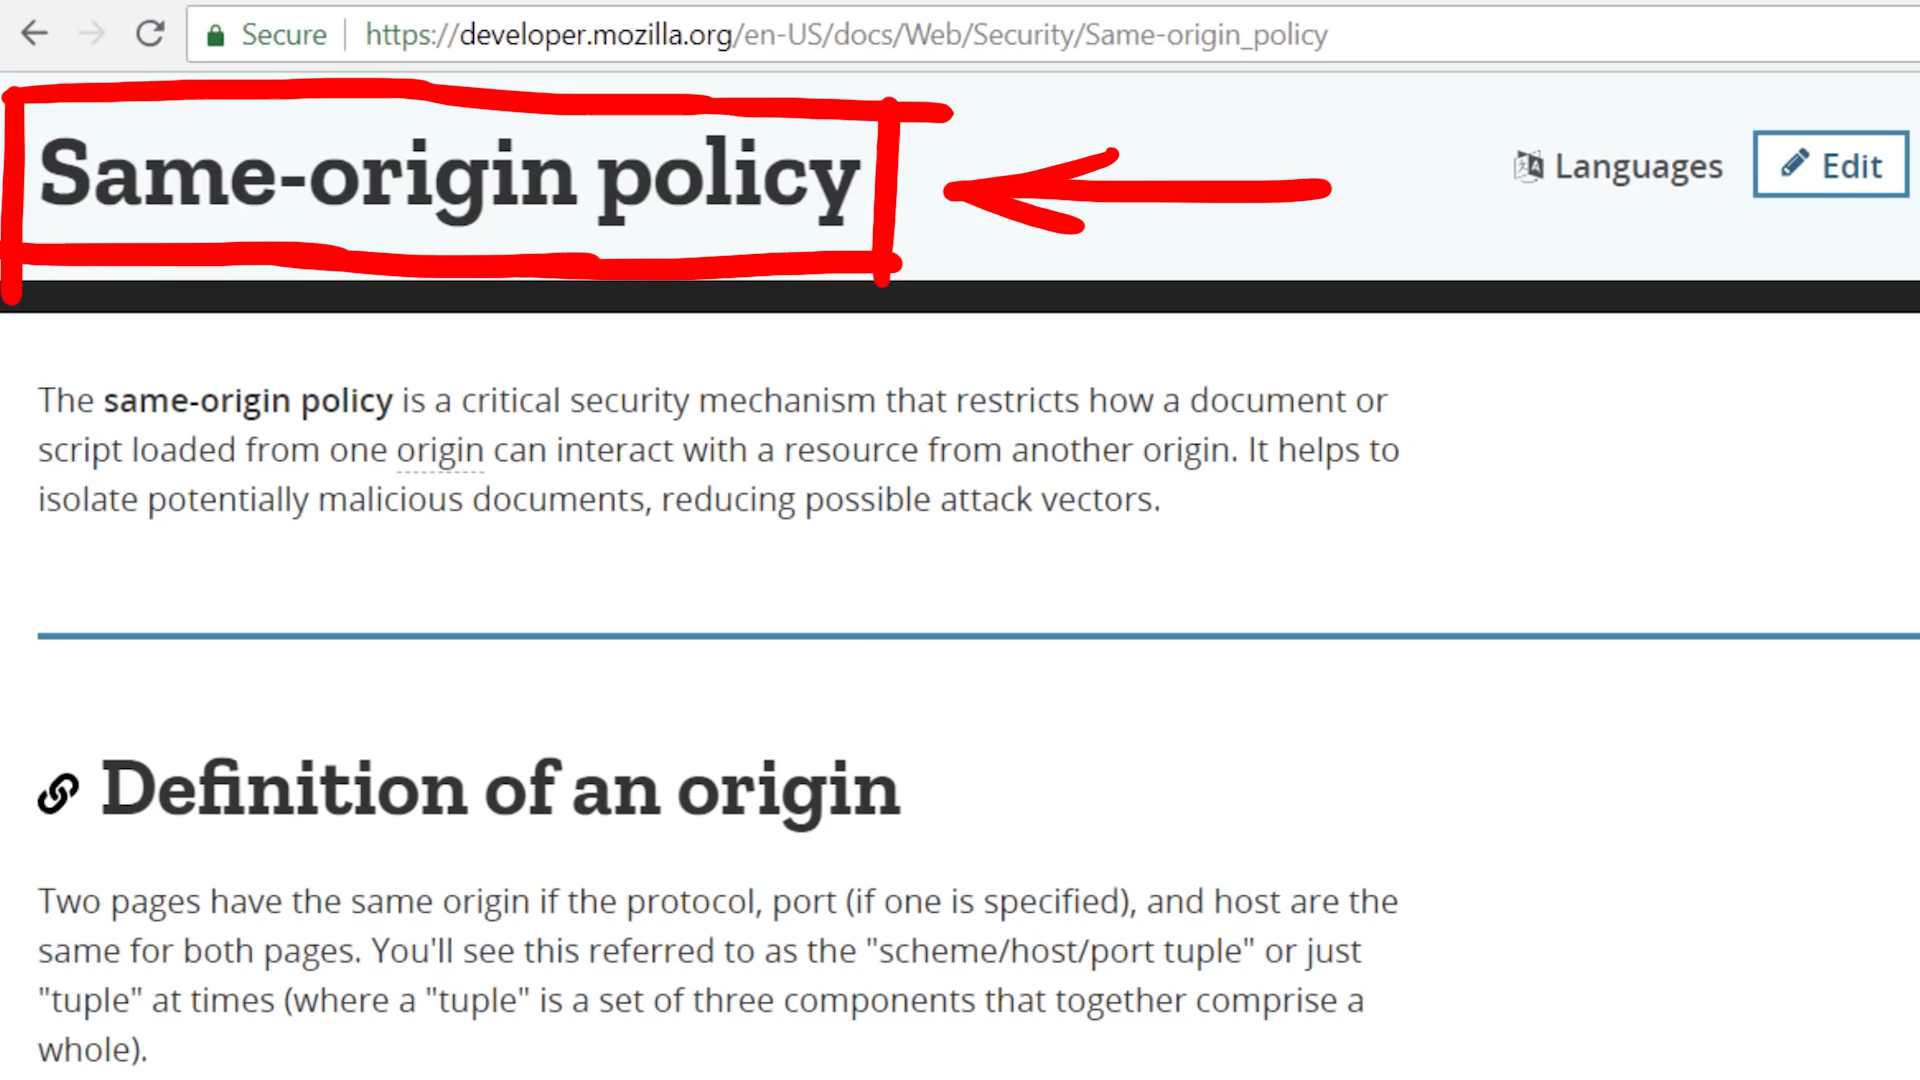 Secure https://developer.mozilla.org/en-US/docs/Web/Security/Same-origin_policy
Same-origin policy
Languages
Edit
The same-origin policy is a critical security mechanism that restricts how a document or
script loaded from one origin can interact with a resource from another origin. It helps to
isolate potentially malicious documents, reducing possible attack vectors.
Definition of an origin
Two pages have the same origin if the protocol, port (if one is specified), and host are the
same for both pages. You'll see this referred to as the "scheme/host/port tuple" or just
"tuple" at times (where a "tuple" is a set of three components that together comprise a
whole).